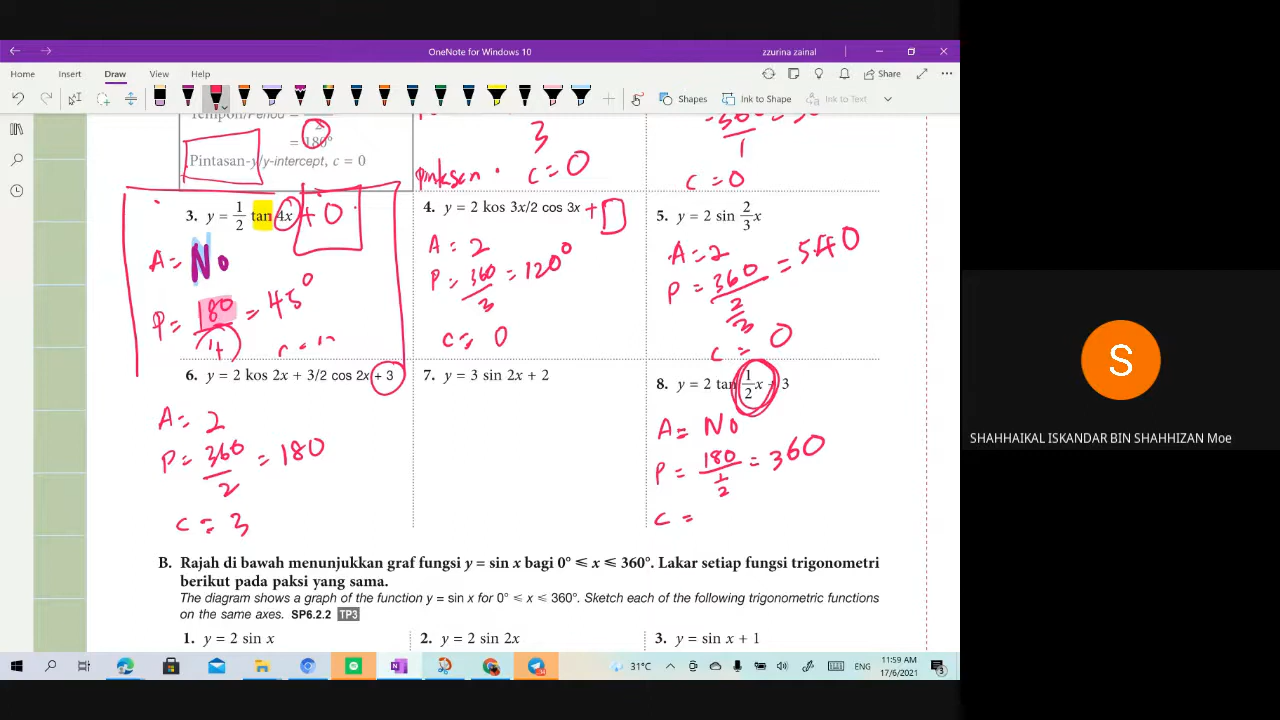 OneNote for Windows 10
zzurina zainal
Home Insert Draw View Help
Share
Shapes Ink to Shape Ink to Text
Tempoh/Period =
= 180°
Pintasan-y/y-intercept, c = 0
3
c = 0
360
1
c = 0
3. y = 1/2 tan 4x + 0
A = No
P = 180/4 = 45°
4. y = 2 kos 3x/2 cos 3x +
A = 2
P = 360/3 = 120°
c = 0
5. y = 2 sin 2/3 x
A = 2
P = 360/(2/3) = 540
c = 0
6. y = 2 kos 2x + 3/2 cos 2x + 3
A = 2
P = 360/2 = 180
c = 3
7. y = 3 sin 2x + 2
8. y = 2 tan 1/2 x 3
A = No
P = 180/(1/2) = 360
c =
B. Rajah di bawah menunjukkan graf fungsi y = sin x bagi 0° ⩽ x ⩽ 360°. Lakar setiap fungsi trigonometri
berikut pada paksi yang sama.
The diagram shows a graph of the function y = sin x for 0° ⩽ x ⩽ 360°. Sketch each of the following trigonometric functions
on the same axes. SP6.2.2 TP3
1. y = 2 sin x
2. y = 2 sin 2x
3. y = sin x + 1
31°C
ENG
11:59 AM
17/6/2021
3
S
SHAHHAIKAL ISKANDAR BIN SHAHHIZAN Moe